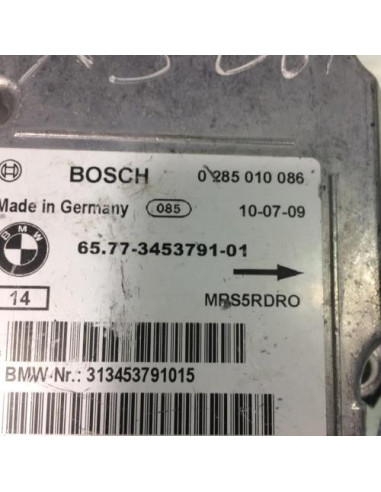 BOSCH 0 285 010 086
Made in Germany 085 10-07-09
BMW 65.77-3453791-01
14 MRS5RDRO
BMW-Nr.: 313453791015